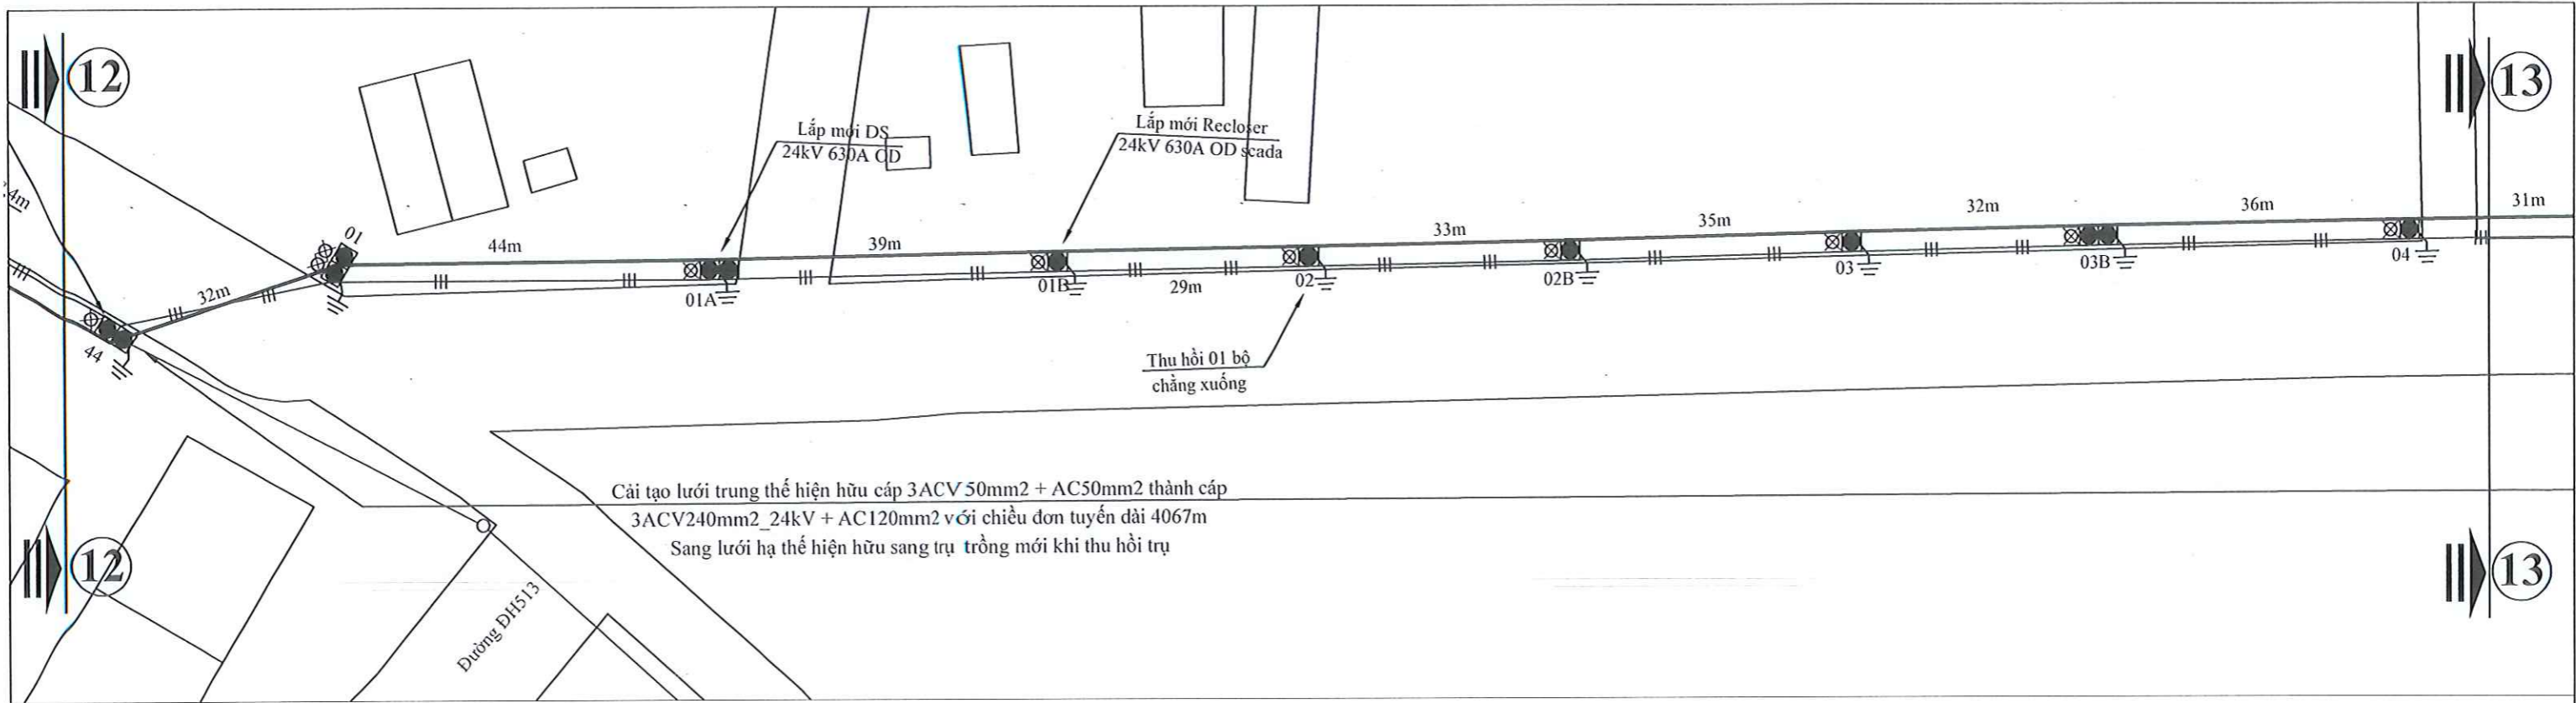 12
13
Lắp mới DS
24kV 630A OD
Lắp mới Recloser
24kV 630A OD scada
01
44m
39m
33m
35m
32m
36m
31m
32m
44
01A
01B
29m
02
02B
03
03B
04
Thu hồi 01 bộ
chằng xuống
Cải tạo lưới trung thế hiện hữu cáp 3ACV 50mm2 + AC50mm2 thành cáp
3ACV240mm2_24kV + AC120mm2 với chiều đơn tuyến dài 4067m
Sang lưới hạ thế hiện hữu sang trụ trồng mới khi thu hồi trụ
12
13
Đường ĐH513